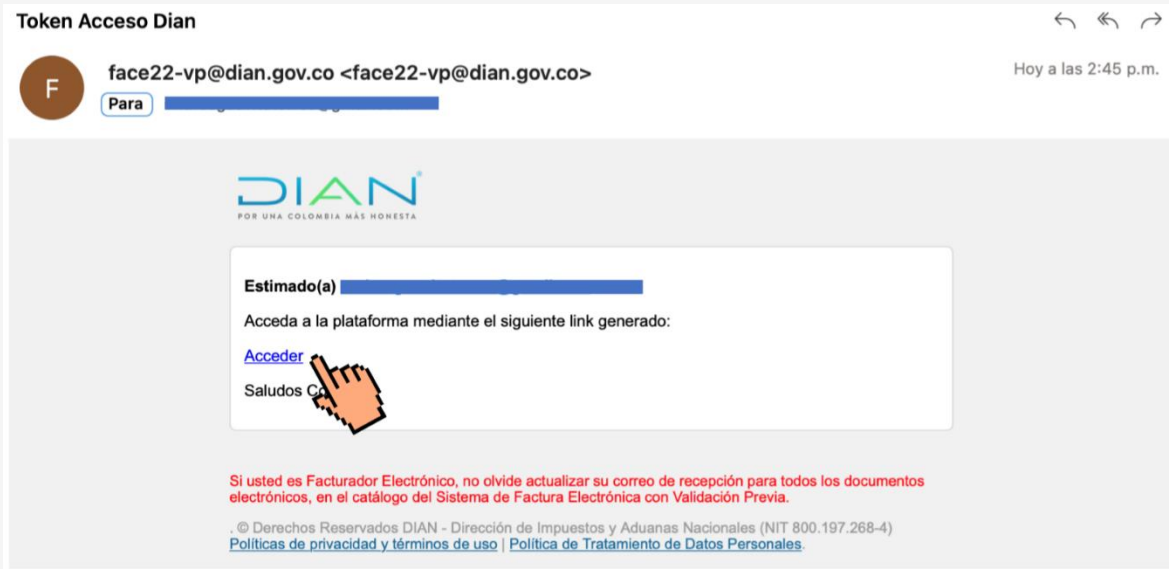 Token Acceso Dian
F
face22-vp@dian.gov.co <face22-vp@dian.gov.co>
Hoy a las 2:45 p.m.
Para
DIAN
POR UNA COLOMBIA MÁS HONESTA
Estimado(a)
Acceda a la plataforma mediante el siguiente link generado:
Acceder
Saludos
Si usted es Facturador Electrónico, no olvide actualizar su correo de recepción para todos los documentos
electrónicos, en el catálogo del Sistema de Factura Electrónica con Validación Previa.
. © Derechos Reservados DIAN - Dirección de Impuestos y Aduanas Nacionales (NIT 800.197.268-4)
Políticas de privacidad y términos de uso | Política de Tratamiento de Datos Personales.